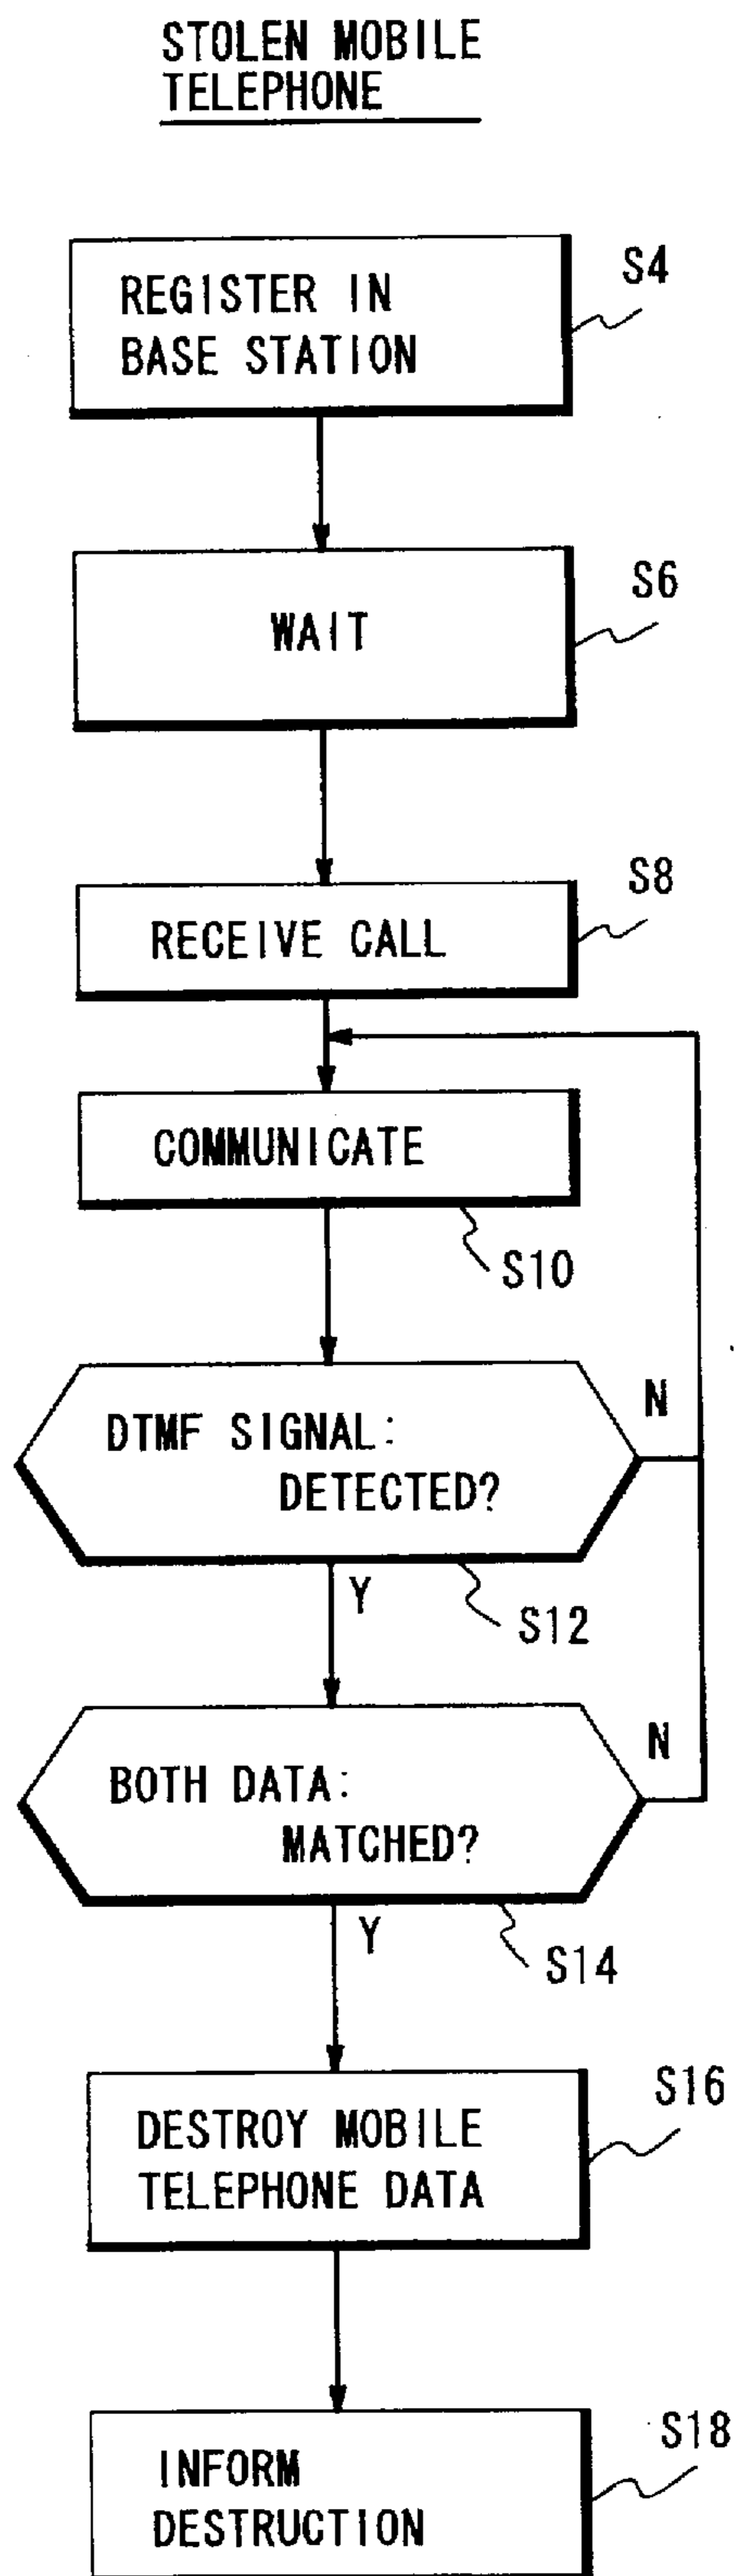 STOLEN MOBILE
TELEPHONE
S4
REGISTER IN
BASE STATION
S6
WAIT
S8
RECEIVE CALL
COMMUNICATE
S10
N
DTMF SIGNAL:
DETECTED?
Y
S12
N
BOTH DATA:
MATCHED?
Y
S14
S16
DESTROY MOBILE
TELEPHONE DATA
S18
INFORM
DESTRUCTION